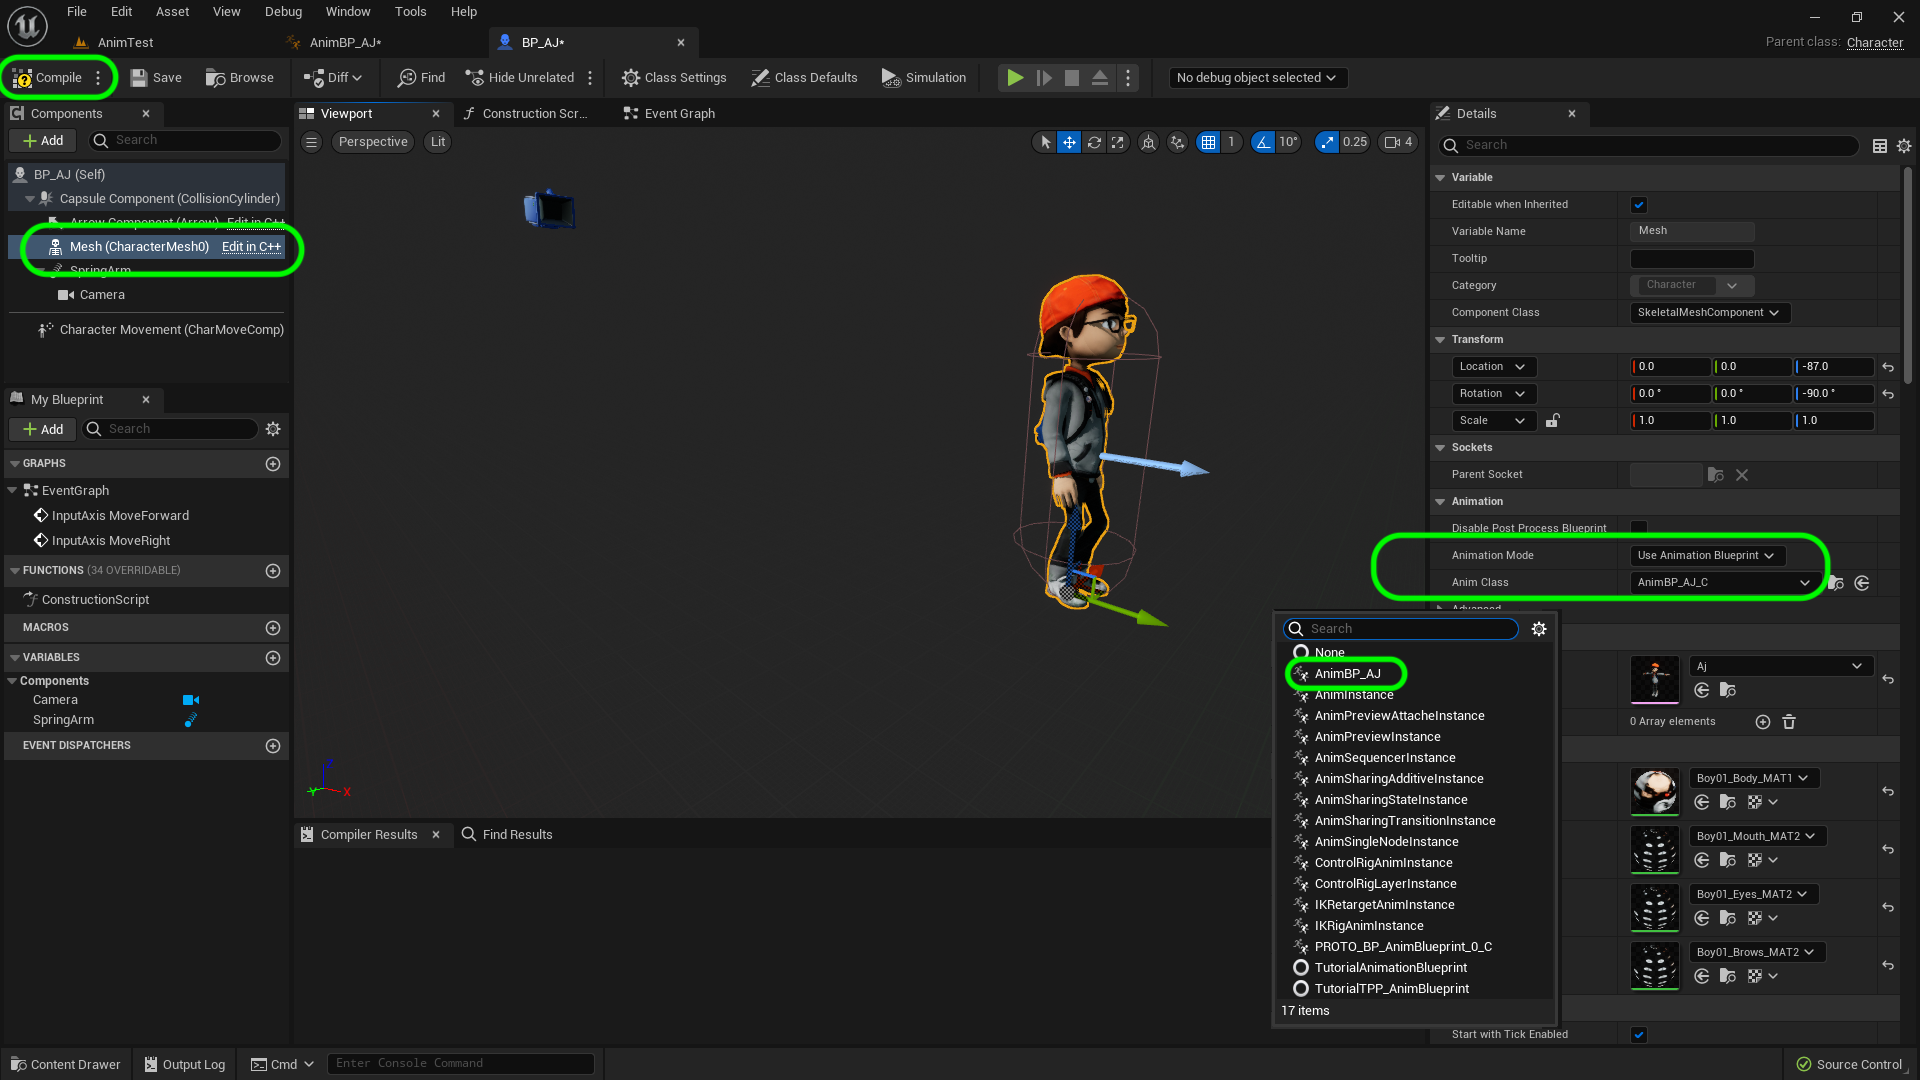 File Edit Asset View Debug Window Tools Help
AnimTest
AnimBP_AJ*
BP_AJ*
Parent class: Character
Compile
Save
Browse
Diff
Find
Hide Unrelated
Class Settings
Class Defaults
Simulation
No debug object selected
Components
Add
Search
BP_AJ (Self)
Capsule Component (CollisionCylinder)
Arrow Component (Arrow) Edit in C++
Mesh (CharacterMesh0) Edit in C++
SpringArm
Camera
Character Movement (CharMoveComp)
My Blueprint
Add
Search
GRAPHS
EventGraph
InputAxis MoveForward
InputAxis MoveRight
FUNCTIONS (34 OVERRIDABLE)
ConstructionScript
MACROS
VARIABLES
Components
Camera
SpringArm
EVENT DISPATCHERS
Viewport
Construction Scr...
Event Graph
Perspective
Lit
1
10°
0.25
4
Z
Y
X
Compiler Results
Find Results
Details
Search
Variable
Editable when Inherited
Variable Name Mesh
Tooltip
Category Character
Component Class SkeletalMeshComponent
Transform
Location 0.0 0.0 -87.0
Rotation 0.0 ° 0.0 ° -90.0 °
Scale 1.0 1.0 1.0
Sockets
Parent Socket
Animation
Disable Post Process Blueprint
Animation Mode Use Animation Blueprint
Anim Class AnimBP_AJ_C
Advanced
Search
None
AnimBP_AJ
AnimInstance
AnimPreviewAttacheInstance
AnimPreviewInstance
AnimSequencerInstance
AnimSharingAdditiveInstance
AnimSharingStateInstance
AnimSharingTransitionInstance
AnimSingleNodeInstance
ControlRigAnimInstance
ControlRigLayerInstance
IKRetargetAnimInstance
IKRigAnimInstance
PROTO_BP_AnimBlueprint_0_C
TutorialAnimationBlueprint
TutorialTPP_AnimBlueprint
17 items
Aj
0 Array elements
Boy01_Body_MAT1
Boy01_Mouth_MAT2
Boy01_Eyes_MAT2
Boy01_Brows_MAT2
Start with Tick Enabled
Content Drawer
Output Log
Cmd
Enter Console Command
Source Control